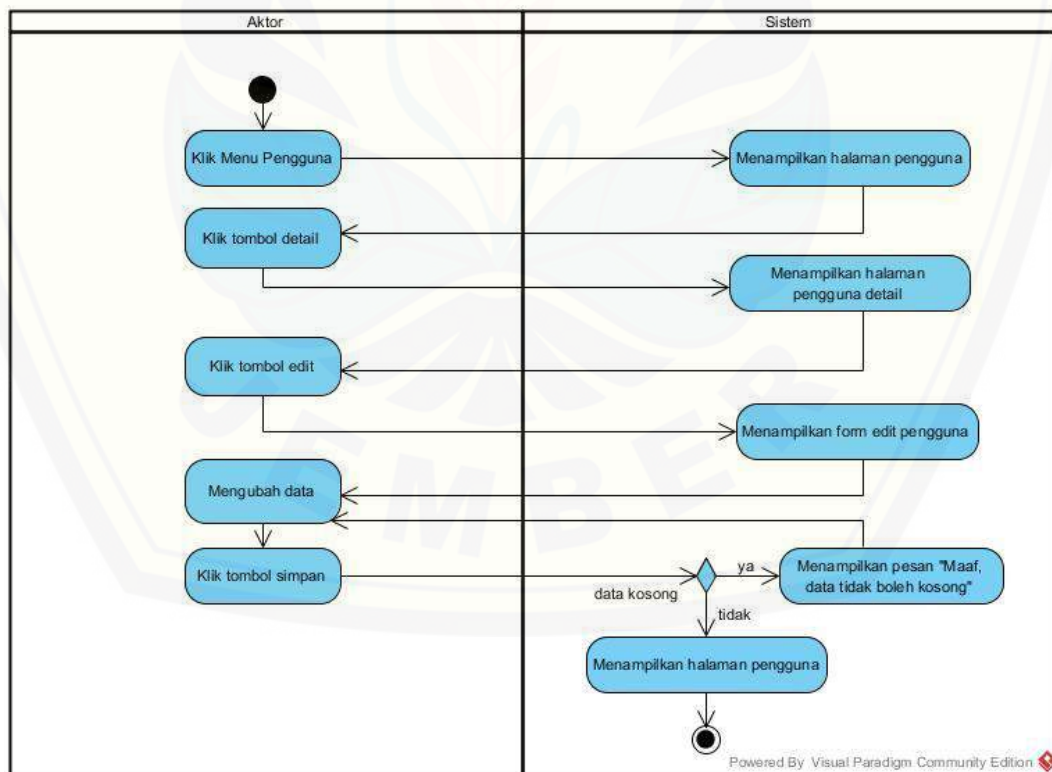 Aktor
Sistem
Klik Menu Pengguna
Menampilkan halaman pengguna
Klik tombol detail
Menampilkan halaman
pengguna detail
Klik tombol edit
Menampilkan form edit pengguna
Mengubah data
Klik tombol simpan
data kosong
ya
Menampilkan pesan "Maaf,
data tidak boleh kosong"
tidak
Menampilkan halaman pengguna
Powered By Visual Paradigm Community Edition
JEMBER